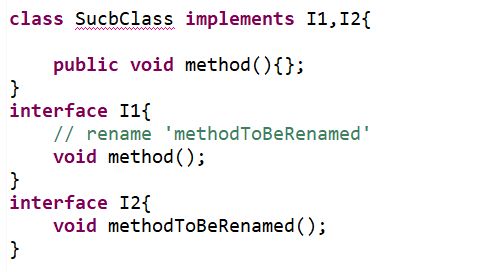 class SucbClass implements I1,I2{
public void method(){};
}
interface I1{
// rename 'methodToBeRenamed'
void method();
}
interface I2{
void methodToBeRenamed();
}